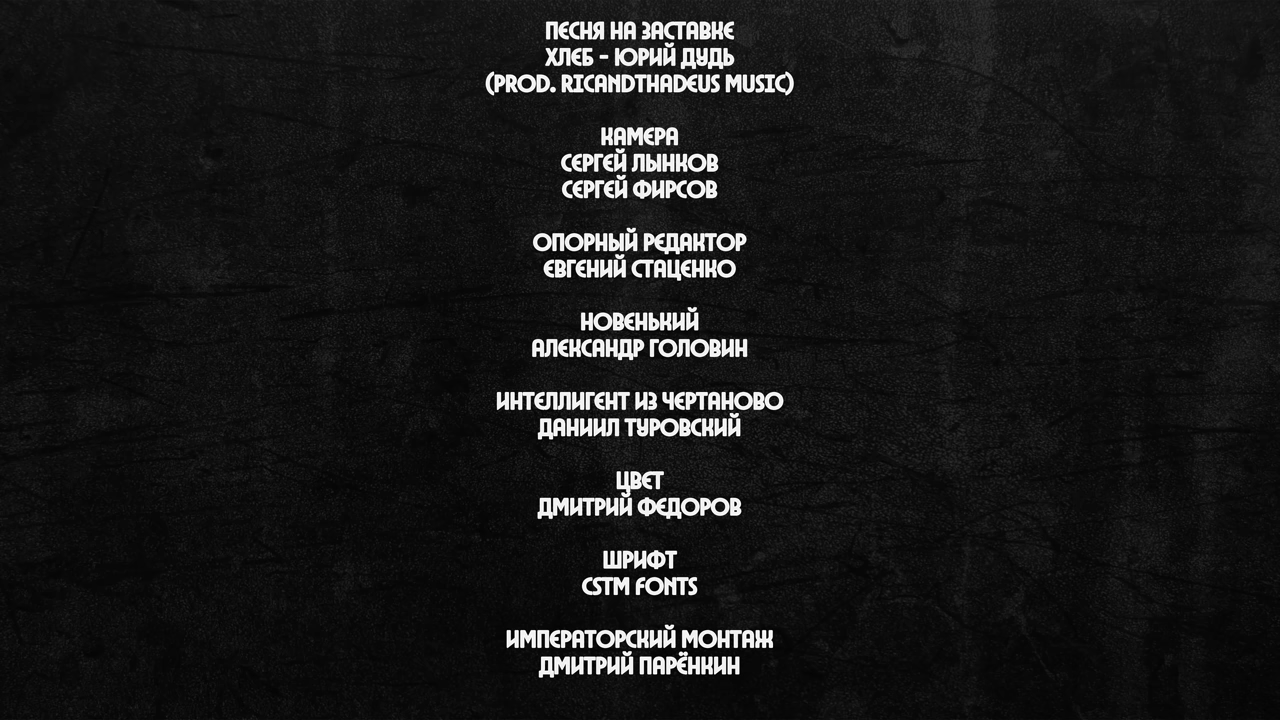 ПЕСНЯ НА ЗАСТАВКЕ
ХЛЕБ - ЮРИЙ ДУДЬ
(PROD. RICANDTHADEUS MUSIC)
КАМЕРА
СЕРГЕЙ ЛЫНКОВ
СЕРГЕЙ ФИРСОВ
ОПОРНЫЙ РЕДАКТОР
ЕВГЕНИЙ СТАЦЕНКО
НОВЕНЬКИЙ
АЛЕКСАНДР ГОЛОВИН
ИНТЕЛЛИГЕНТ ИЗ ЧЕРТАНОВО
ДАНИИЛ ТУРОВСКИЙ
ЦВЕТ
ДМИТРИЙ ФЕДОРОВ
ШРИФТ
CSTM FONTS
ИМПЕРАТОРСКИЙ МОНТАЖ
ДМИТРИЙ ПАРЁНКИН